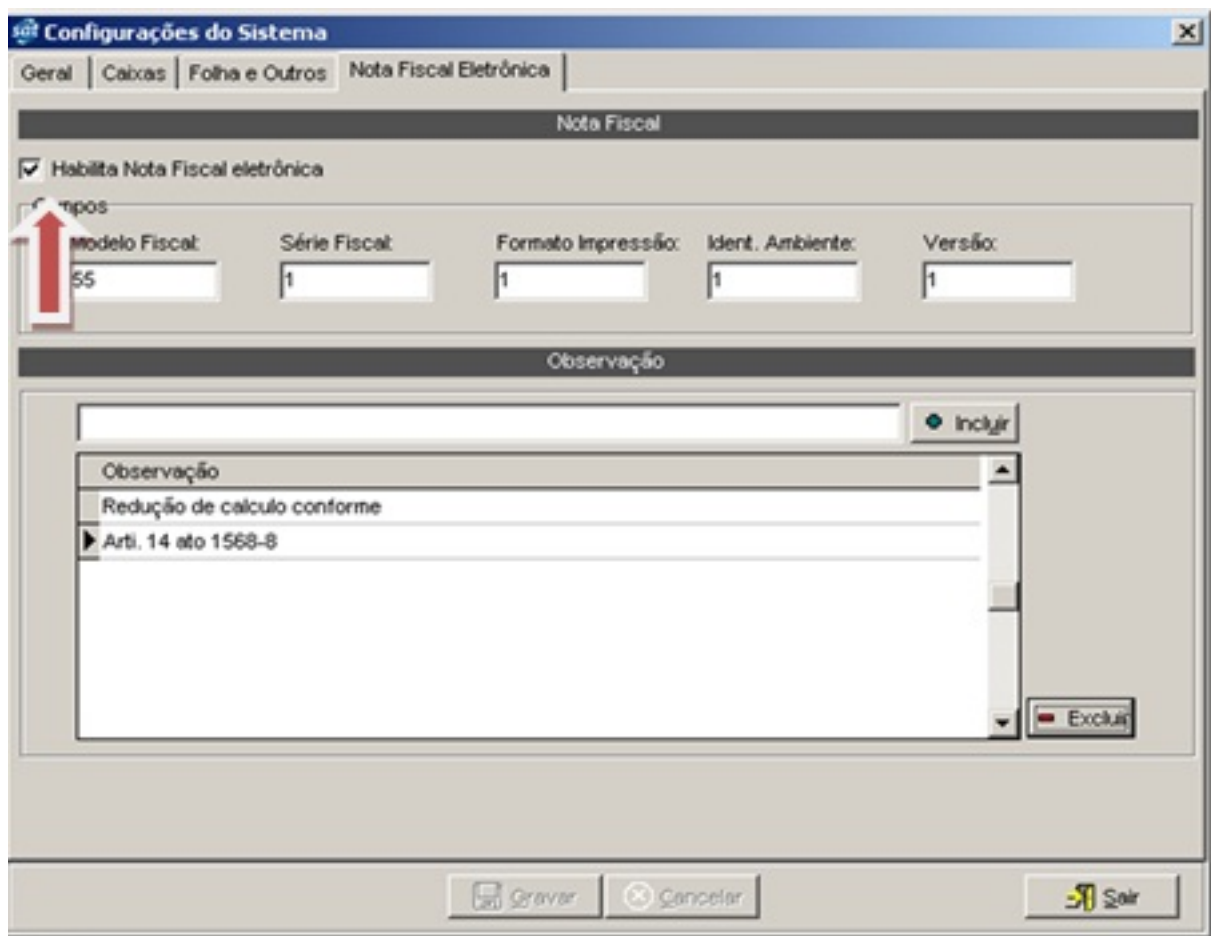 sat Configurações do Sistema
Geral Caixas Folha e Outros Nota Fiscal Eletrônica
Nota Fiscal
Habilita Nota Fiscal eletrônica
Modelo Fiscal: Série Fiscal: Formato Impressão: Ident. Ambiente: Versão:
55 1 1 1 1
Observação
Incluir
Observação
Redução de calculo conforme
Arti. 14 ato 1568-8
Excluir
Gravar Cancelar Sair